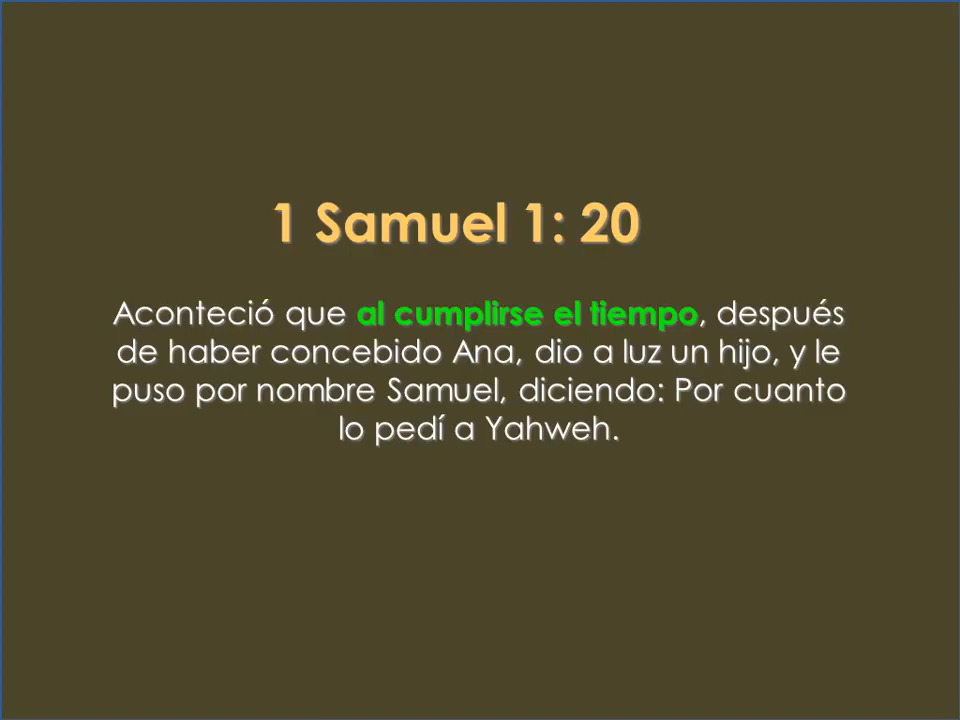 1 Samuel 1: 20
Aconteció que al cumplirse el tiempo, después
de haber concebido Ana, dio a luz un hijo, y le
puso por nombre Samuel, diciendo: Por cuanto
lo pedí a Yahweh.